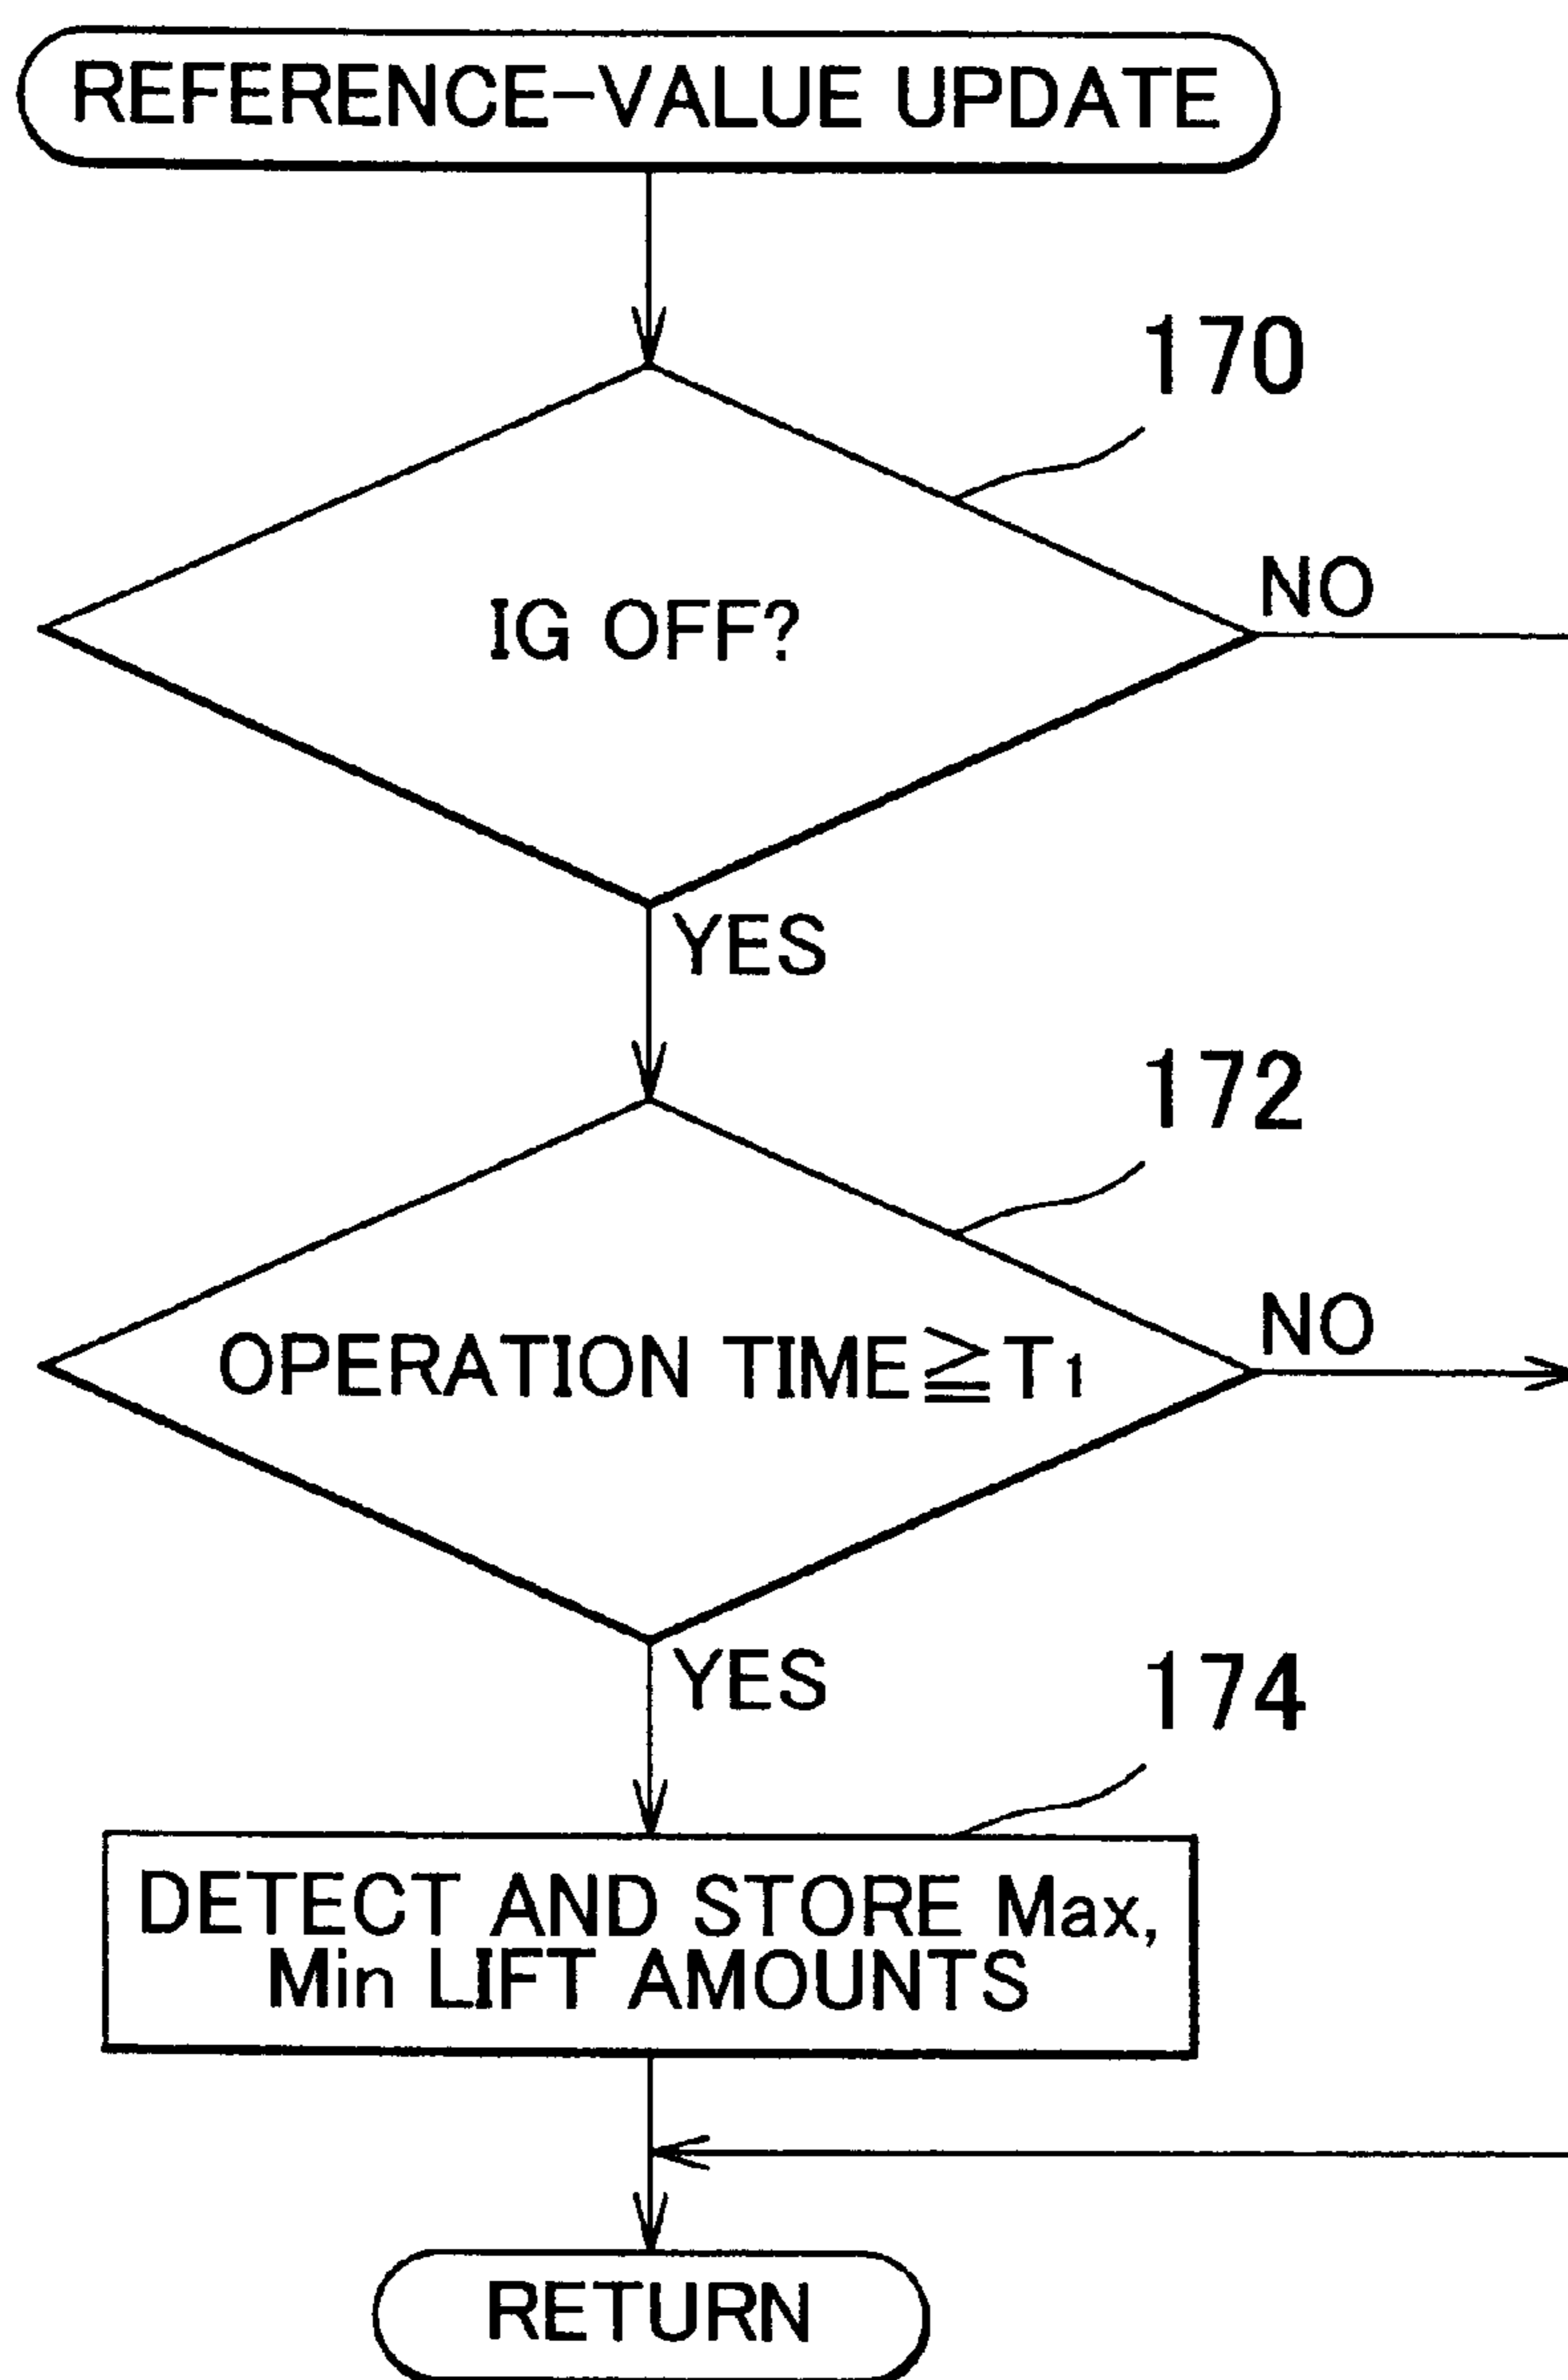 REFERENCE-VALUE UPDATE
170
IG OFF?
NO
YES
172
OPERATION TIME≧T1
NO
YES
174
DETECT AND STORE Max,
Min LIFT AMOUNTS
RETURN